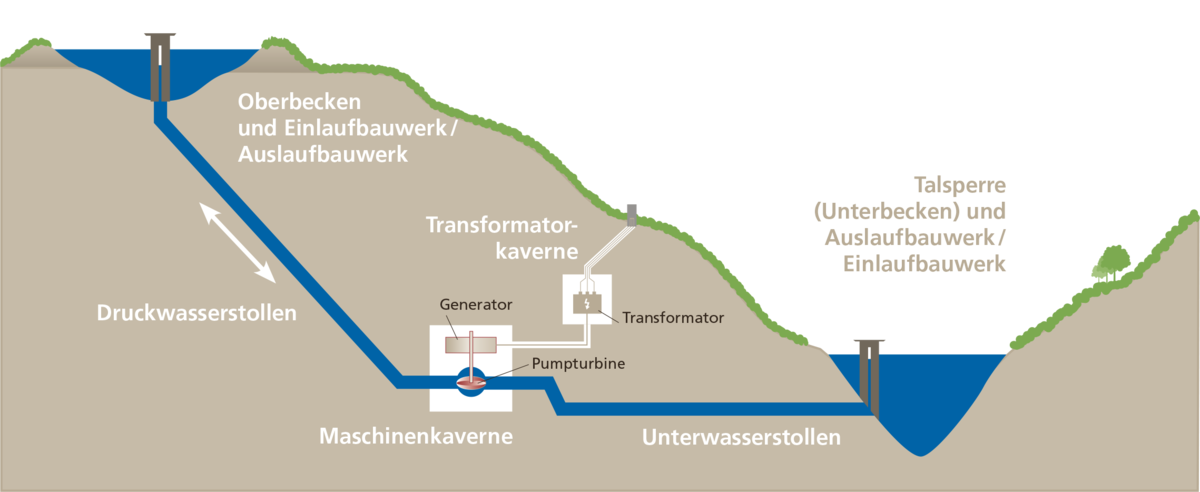 Oberbecken
und Einlaufbauwerk /
Auslaufbauwerk
Talsperre
(Unterbecken) und
Auslaufbauwerk /
Einlaufbauwerk
Transformator-
kaverne
Druckwasserstollen
Generator
Transformator
Pumpturbine
Maschinenkaverne
Unterwasserstollen